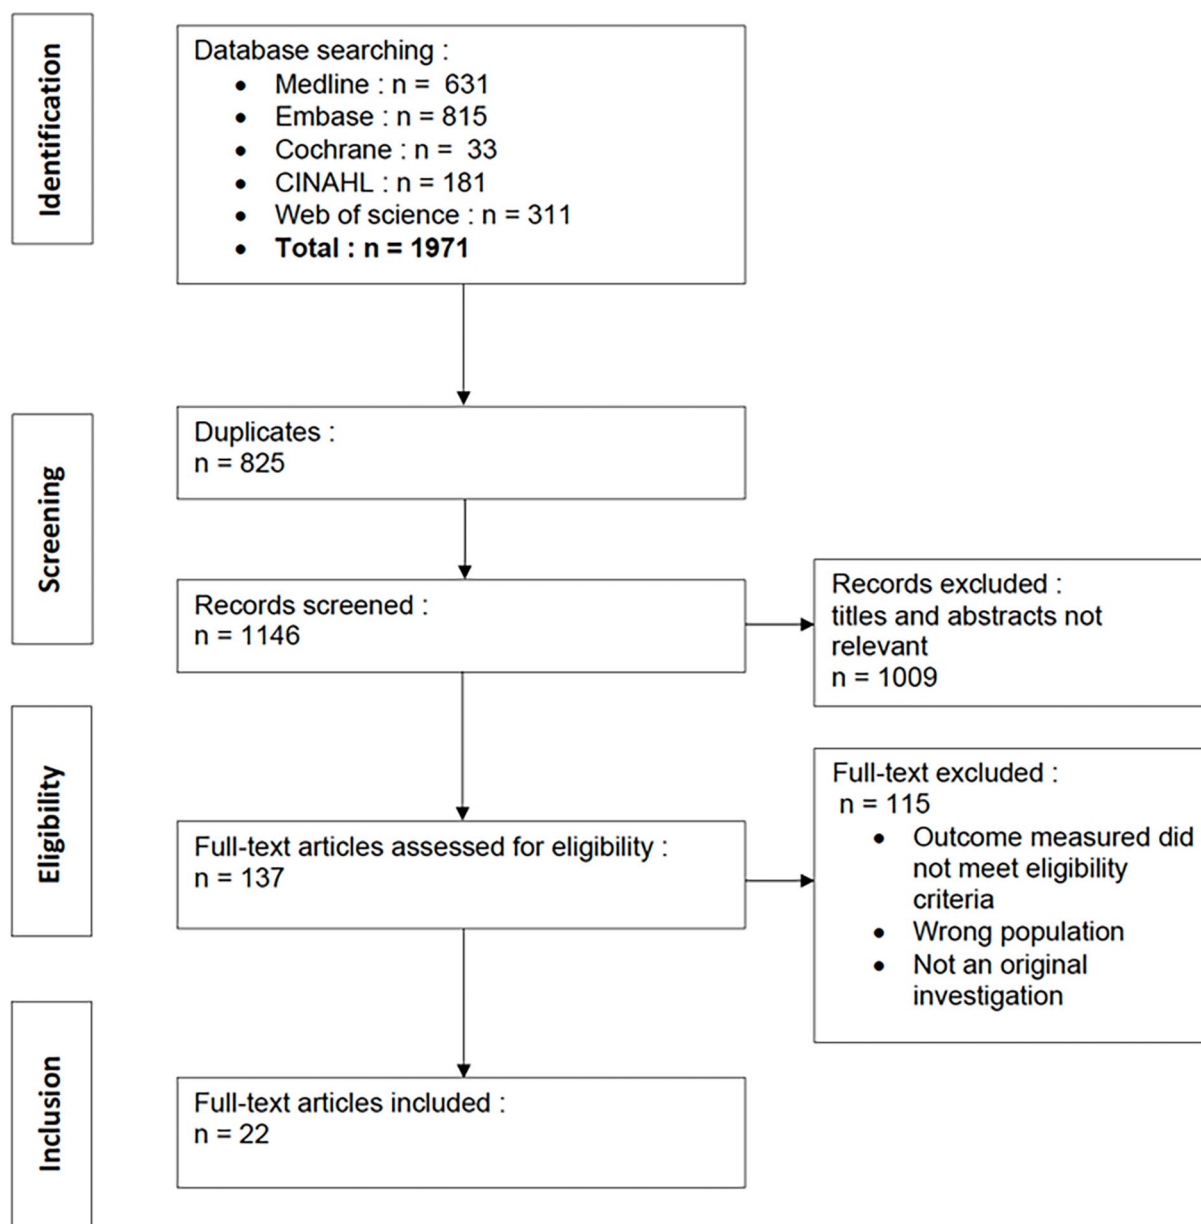 Identification
Database searching :
• Medline : n =  631
• Embase : n = 815
• Cochrane : n =  33
• CINAHL : n = 181
• Web of science : n = 311
• Total : n = 1971
Screening
Duplicates :
n = 825
Records screened :
n = 1146
Records excluded :
titles and abstracts not
relevant
n = 1009
Eligibility
Full-text articles assessed for eligibility :
n = 137
Full-text excluded :
n = 115
• Outcome measured did
not meet eligibility
criteria
• Wrong population
• Not an original
investigation
Inclusion
Full-text articles included :
n = 22